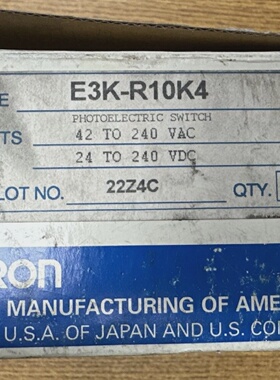 E3K-R10K4
PHOTOELECTRIC SWITCH
42 TO 240 VAC
24 TO 240 VDC
LOT NO. 22Z4C QTY.
MANUFACTURING OF AME
U.S.A. OF JAPAN AND U.S. CO